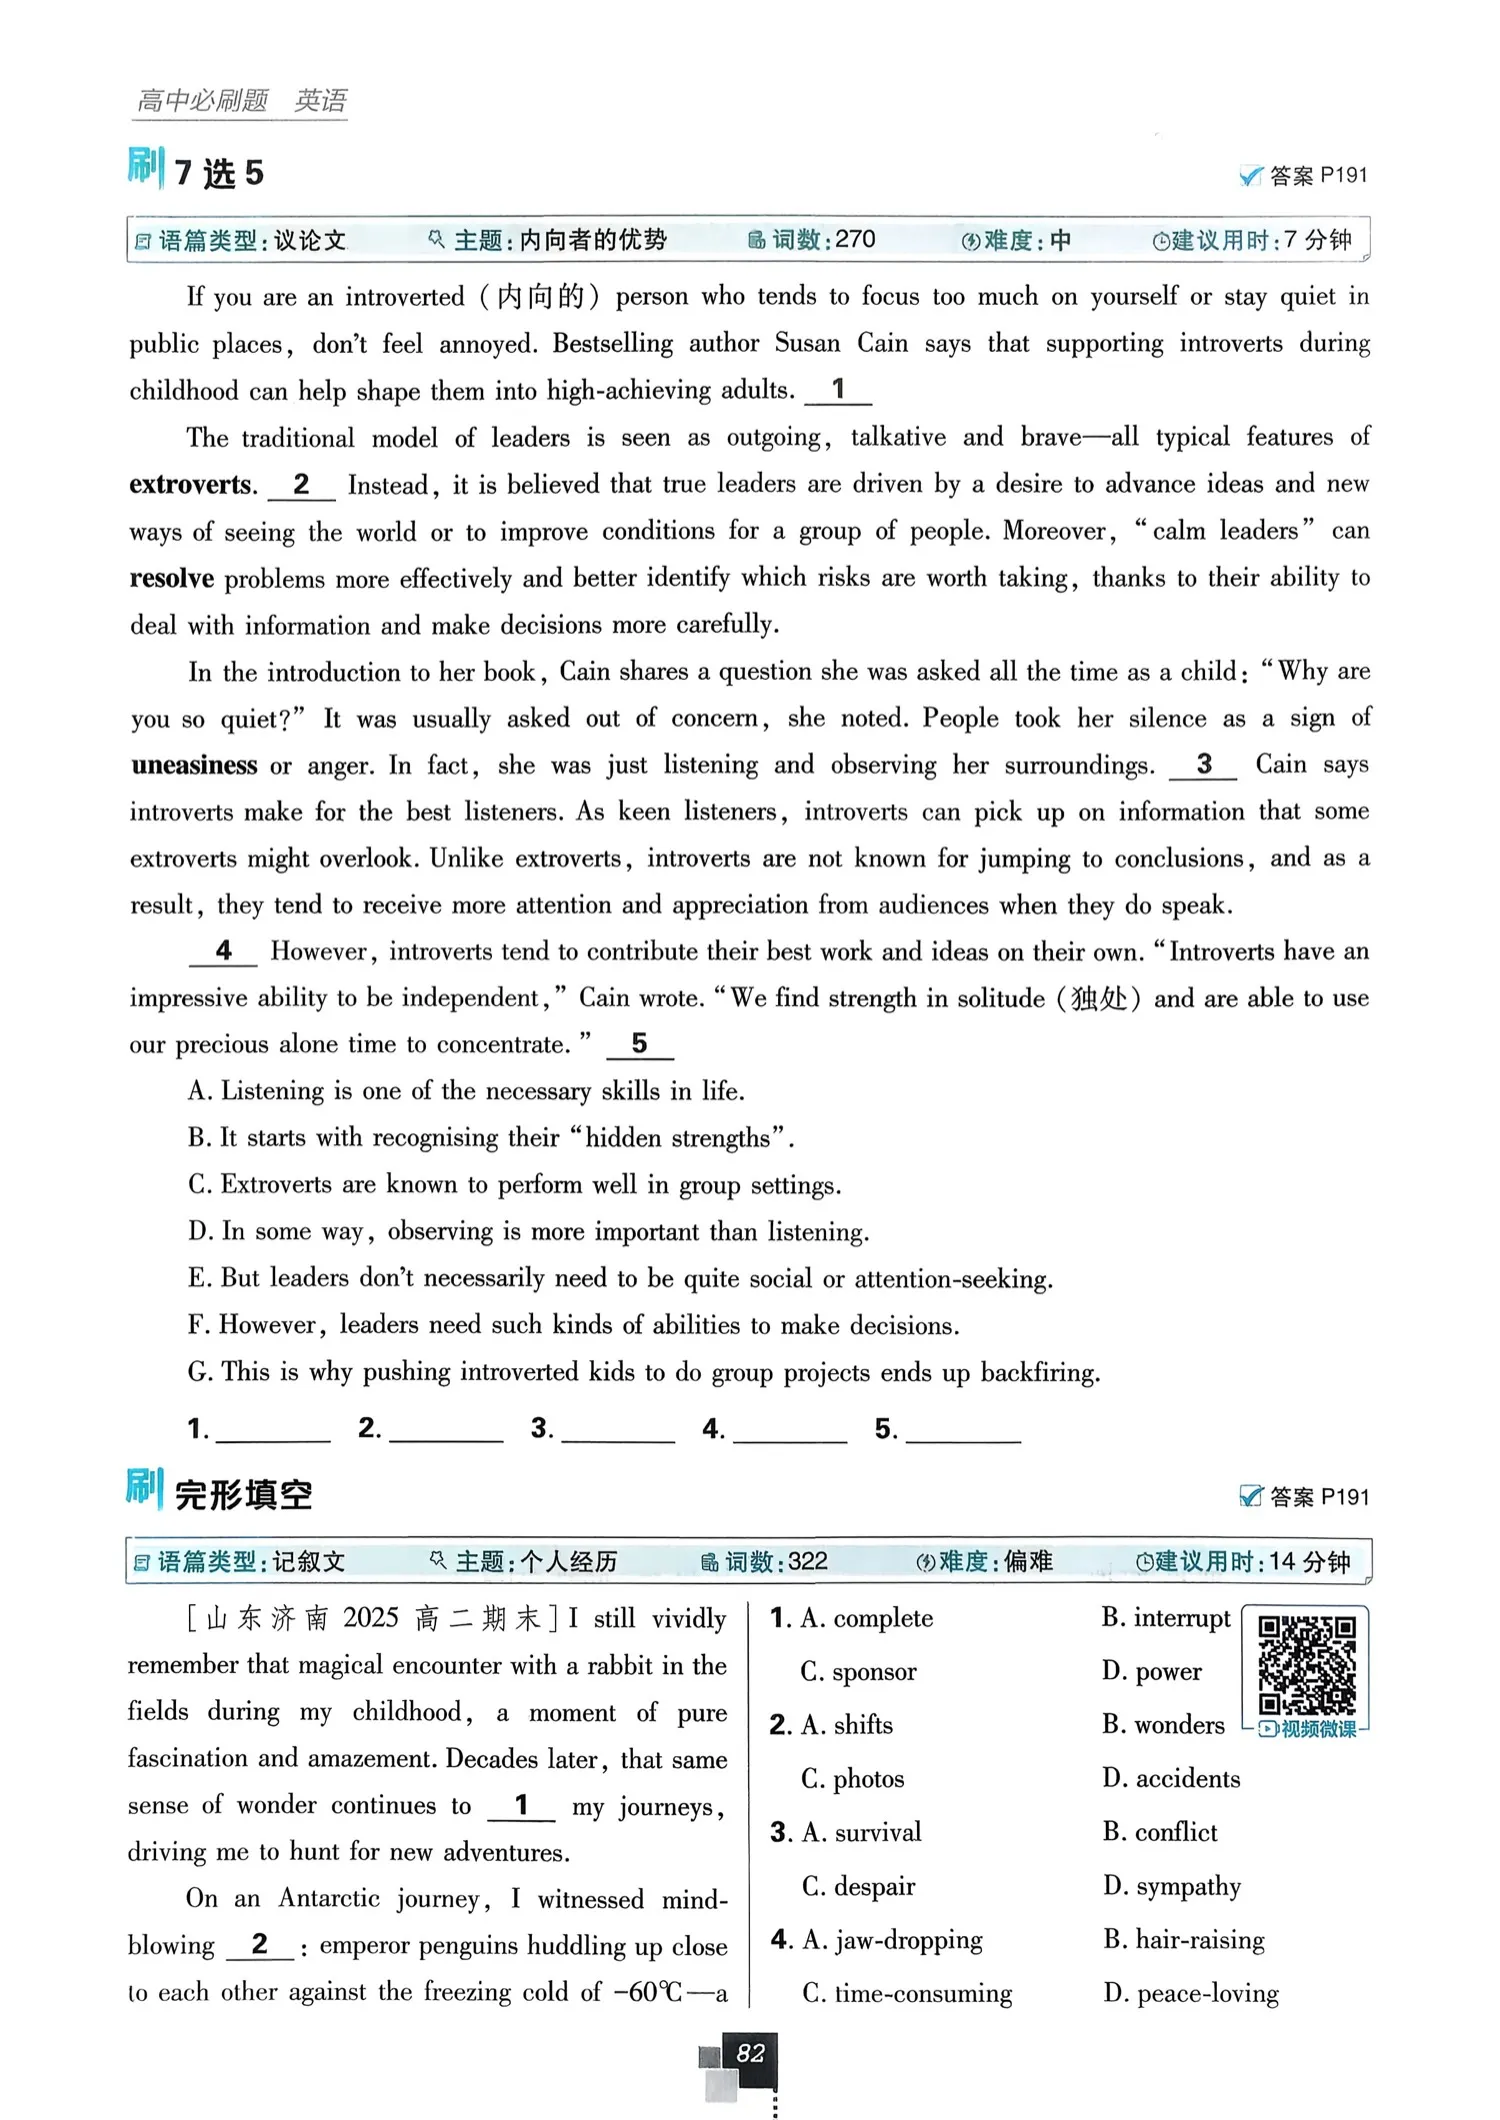 高中必刷题 英语
刷 7 选 5
答案 P191
语篇类型:议论文 主题:内向者的优势 词数:270 难度:中 建议用时:7 分钟
If you are an introverted (内向的) person who tends to focus too much on yourself or stay quiet in
public places, don't feel annoyed. Bestselling author Susan Cain says that supporting introverts during
childhood can help shape them into high-achieving adults. 1
The traditional model of leaders is seen as outgoing, talkative and brave—all typical features of
extroverts. 2 Instead, it is believed that true leaders are driven by a desire to advance ideas and new
ways of seeing the world or to improve conditions for a group of people. Moreover, “calm leaders” can
resolve problems more effectively and better identify which risks are worth taking, thanks to their ability to
deal with information and make decisions more carefully.
In the introduction to her book, Cain shares a question she was asked all the time as a child: “Why are
you so quiet?” It was usually asked out of concern, she noted. People took her silence as a sign of
uneasiness or anger. In fact, she was just listening and observing her surroundings. 3 Cain says
introverts make for the best listeners. As keen listeners, introverts can pick up on information that some
extroverts might overlook. Unlike extroverts, introverts are not known for jumping to conclusions, and as a
result, they tend to receive more attention and appreciation from audiences when they do speak.
4 However, introverts tend to contribute their best work and ideas on their own. “Introverts have an
impressive ability to be independent,” Cain wrote. “We find strength in solitude (独处) and are able to use
our precious alone time to concentrate.” 5
A. Listening is one of the necessary skills in life.
B. It starts with recognising their “hidden strengths”.
C. Extroverts are known to perform well in group settings.
D. In some way, observing is more important than listening.
E. But leaders don't necessarily need to be quite social or attention-seeking.
F. However, leaders need such kinds of abilities to make decisions.
G. This is why pushing introverted kids to do group projects ends up backfiring.
1. ________ 2. ________ 3. ________ 4. ________ 5. ________
刷 完形填空
答案 P191
语篇类型:记叙文 主题:个人经历 词数:322 难度:偏难 建议用时:14 分钟
[山东济南 2025 高二期末] I still vividly
remember that magical encounter with a rabbit in the
fields during my childhood, a moment of pure
fascination and amazement. Decades later, that same
sense of wonder continues to 1 my journeys,
driving me to hunt for new adventures.
On an Antarctic journey, I witnessed mind-
blowing 2 : emperor penguins huddling up close
to each other against the freezing cold of -60℃—a
1. A. complete B. interrupt
C. sponsor D. power
2. A. shifts B. wonders
C. photos D. accidents
3. A. survival B. conflict
C. despair D. sympathy
4. A. jaw-dropping B. hair-raising
C. time-consuming D. peace-loving
视频微课
82